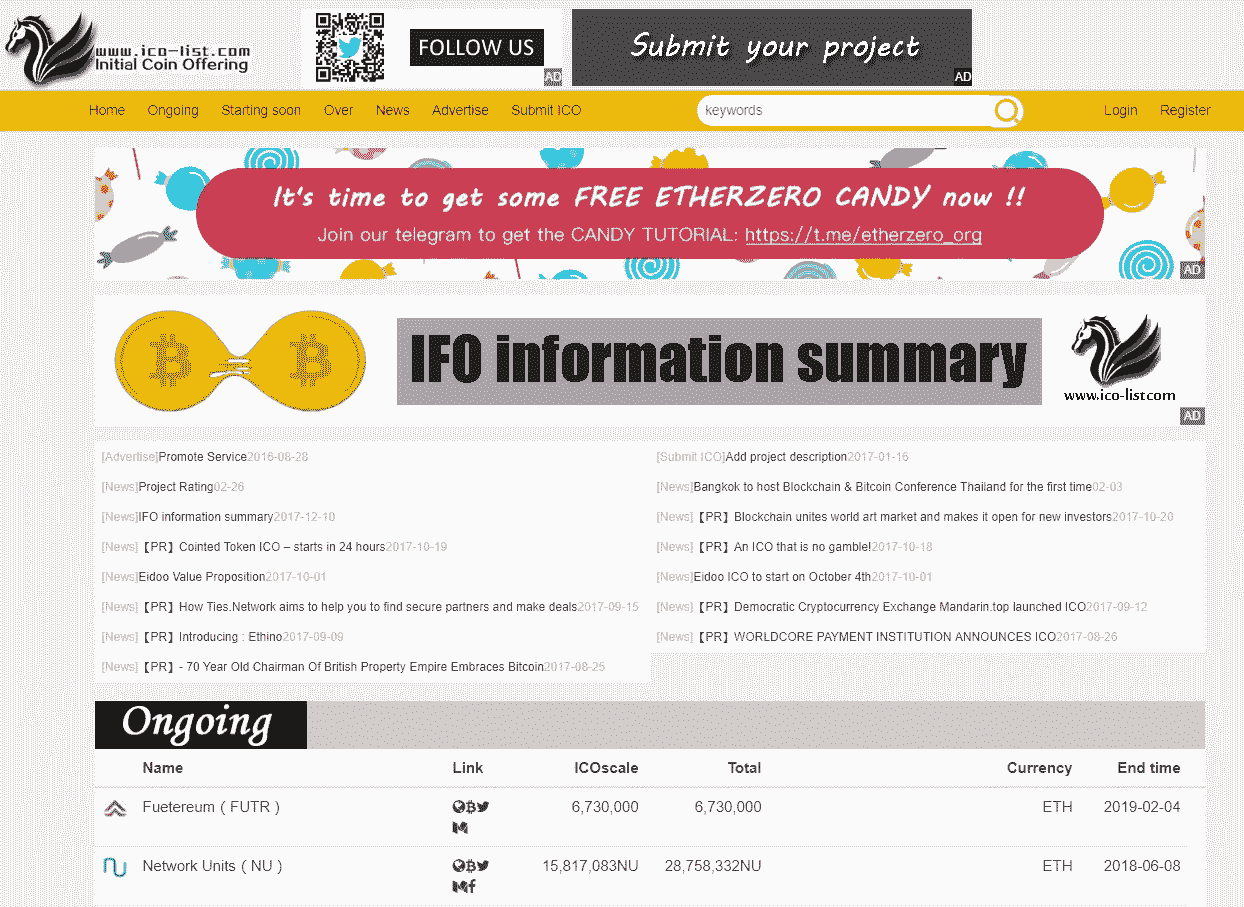 www.ico-list.com
Initial Coin Offering
FOLLOW US
AD
Submit your project
AD
Home Ongoing Starting soon Over News Advertise Submit ICO keywords Login Register
It's time to get some FREE ETHERZERO CANDY now !!
Join our telegram to get the CANDY TUTORIAL: https://t.me/etherzero_org
AD
IFO information summary
www.ico-list.com
AD
[Advertise]Promote Service2016-08-28
[Submit ICO]Add project description2017-01-16
[News]Project Rating02-26
[News]Bangkok to host Blockchain & Bitcoin Conference Thailand for the first time02-03
[News]IFO information summary2017-12-10
[News]【PR】Blockchain unites world art market and makes it open for new investors2017-10-20
[News]【PR】Cointed Token ICO – starts in 24 hours2017-10-19
[News]【PR】An ICO that is no gamble!2017-10-18
[News]Eidoo Value Proposition2017-10-01
[News]Eidoo ICO to start on October 4th2017-10-01
[News]【PR】How Ties.Network aims to help you to find secure partners and make deals2017-09-15
[News]【PR】Democratic Cryptocurrency Exchange Mandarin.top launched ICO2017-09-12
[News]【PR】Introducing : Ethino2017-09-09
[News]【PR】WORLDCORE PAYMENT INSTITUTION ANNOUNCES ICO2017-08-26
[News]【PR】- 70 Year Old Chairman Of British Property Empire Embraces Bitcoin2017-08-25
Ongoing
Name Link ICOscale Total Currency End time
Fuetereum ( FUTR ) 6,730,000 6,730,000 ETH 2019-02-04
Network Units ( NU ) 15,817,083NU 28,758,332NU ETH 2018-06-08